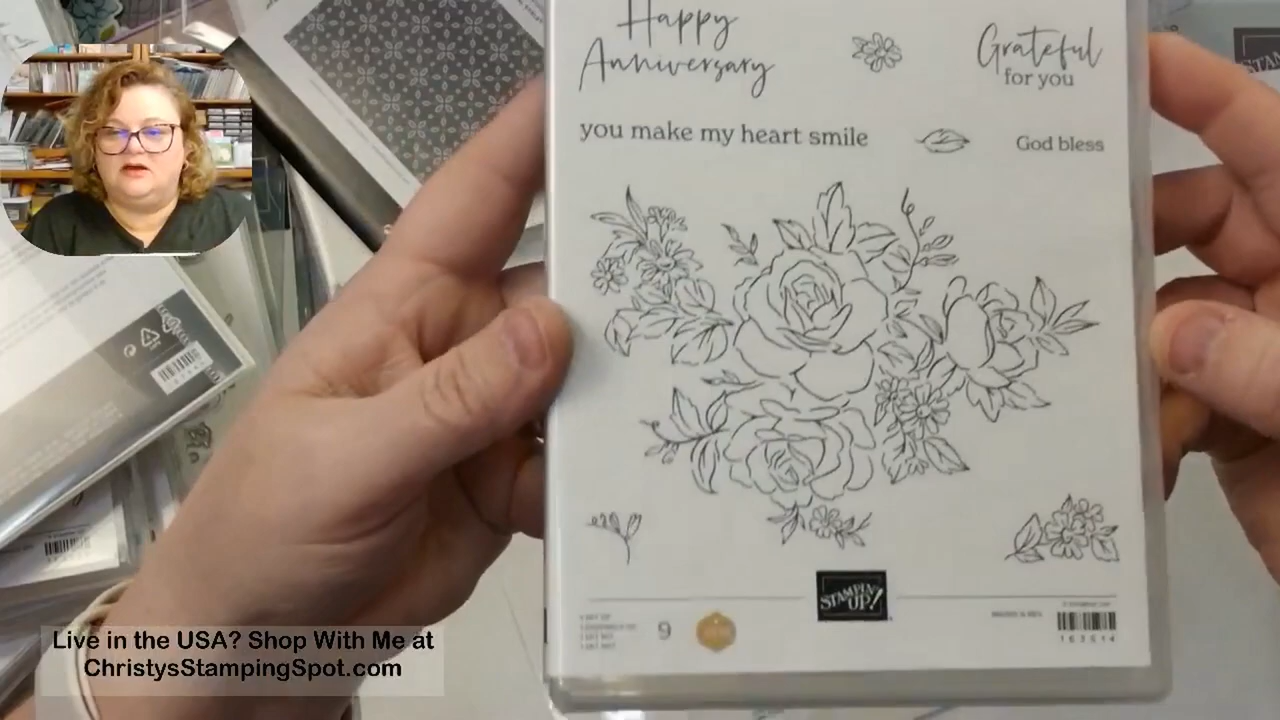 Happy
Anniversary
Grateful
for you
you make my heart smile
God bless
STAMPIN' UP!
9
163614
Live in the USA? Shop With Me at
ChristysStampingSpot.com